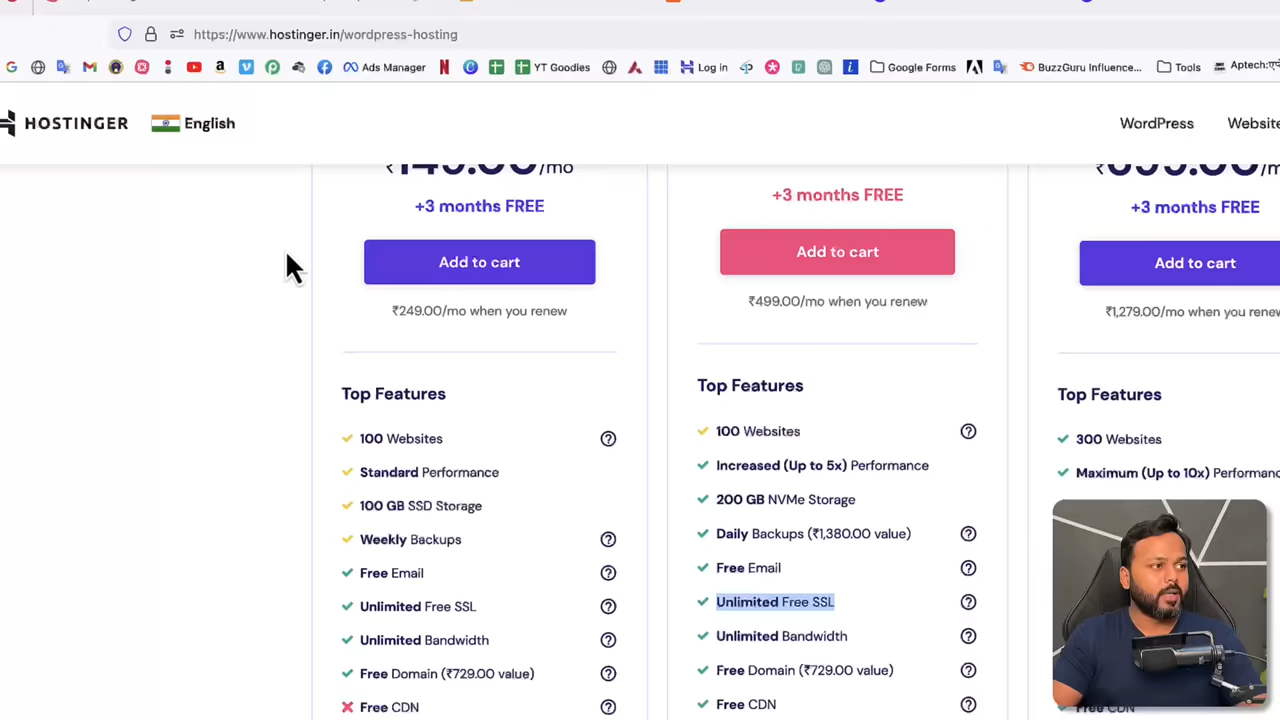 https://www.hostinger.in/wordpress-hosting
Ads Manager
YT Goodies
Log in
Google Forms
BuzzGuru Influence...
Tools
HOSTINGER
English
WordPress
/mo
+3 months FREE
Add to cart
₹249.00/mo when you renew
Top Features
100 Websites
Standard Performance
100 GB SSD Storage
Weekly Backups
Free Email
Unlimited Free SSL
Unlimited Bandwidth
Free Domain (₹729.00 value)
Free CDN
+3 months FREE
Add to cart
₹499.00/mo when you renew
Top Features
100 Websites
Increased (Up to 5x) Performance
200 GB NVMe Storage
Daily Backups (₹1,380.00 value)
Free Email
Unlimited Free SSL
Unlimited Bandwidth
Free Domain (₹729.00 value)
Free CDN
+3 months FREE
Add to cart
₹1,279.00/mo when you
Top Features
300 Websites
Maximum (Up to 10x)